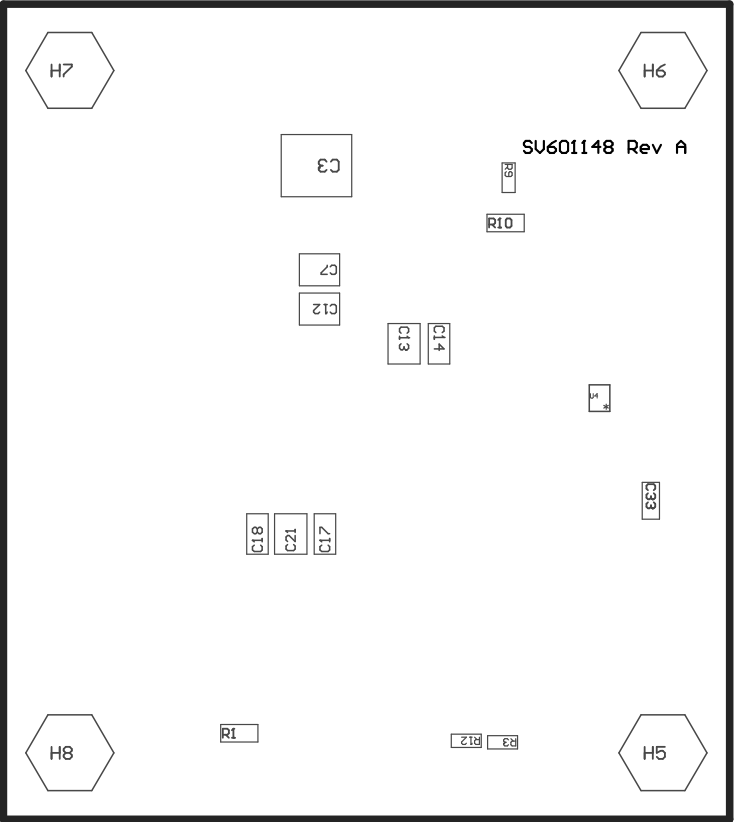 H7
H6
SV601148 Rev A
C3
R9
R10
C7
C12
C13
C14
U4
*
C33
C18
C21
C17
R1
R12
R3
H8
H5